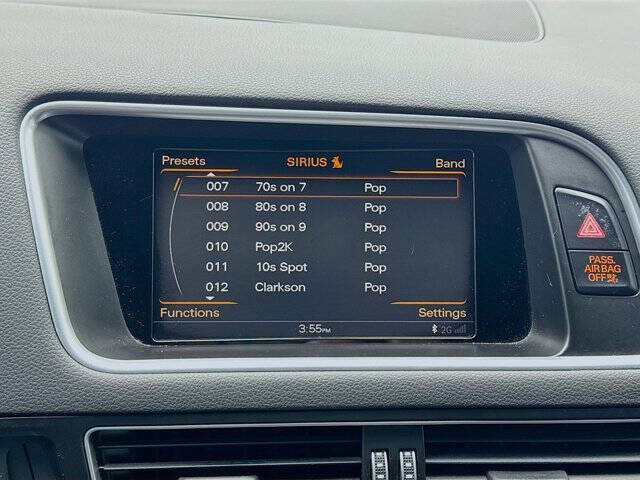 Presets SIRIUS Band
007 70s on 7 Pop
008 80s on 8 Pop
009 90s on 9 Pop
010 Pop2K Pop
011 10s Spot Pop
012 Clarkson Pop
Functions Settings
3:55PM 2G
PASS.
AIR BAG
OFF